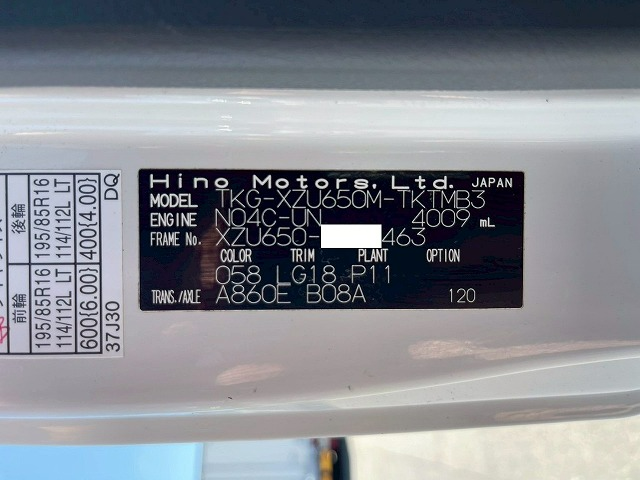 Hino Motors, Ltd. JAPAN
MODEL TKG-XZU650M-TKTMB3
ENGINE N04C-UN 4009 mL
FRAME No. XZU650- 463
COLOR TRIM PLANT OPTION
058 LG18 P11
TRANS./AXLE A860E B08A 120
前輪 後輪
195/85R16 195/85R16
114/112L LT 114/112L LT
600(6.00) 400(4.00)
37J30 DQ